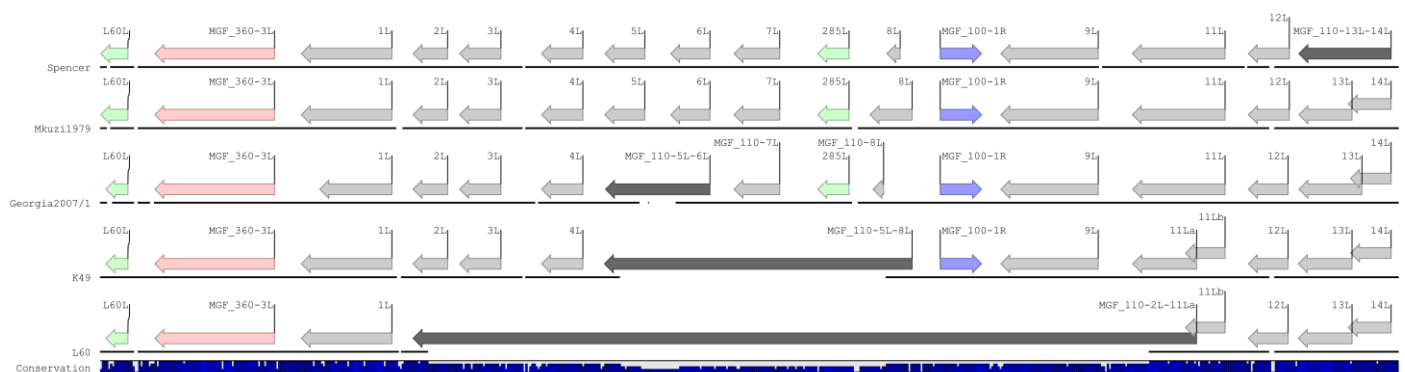 12L
L60L MGF_360-3L 1L 2L 3L 4L 5L 6L 7L 285L 8L MGF_100-1R 9L 11L MGF_110-13L-14L
Spencer
L60L MGF_360-3L 1L 2L 3L 4L 5L 6L 7L 285L 8L MGF_100-1R 9L 11L 12L 13L 14L
Mkuzi1979
MGF_110-7L MGF_110-8L 14L
L60L MGF_360-3L 1L 2L 3L 4L MGF_110-5L-6L 285L MGF_100-1R 9L 11L 12L 13L
Georgia2007/1
11Lb
L60L MGF_360-3L 1L 2L 3L 4L MGF_110-5L-8L MGF_100-1R 9L 11La 12L 13L 14L
K49
11Lb
L60L MGF_360-3L 1L MGF_110-2L-11La 12L 13L 14L
L60
Conservation